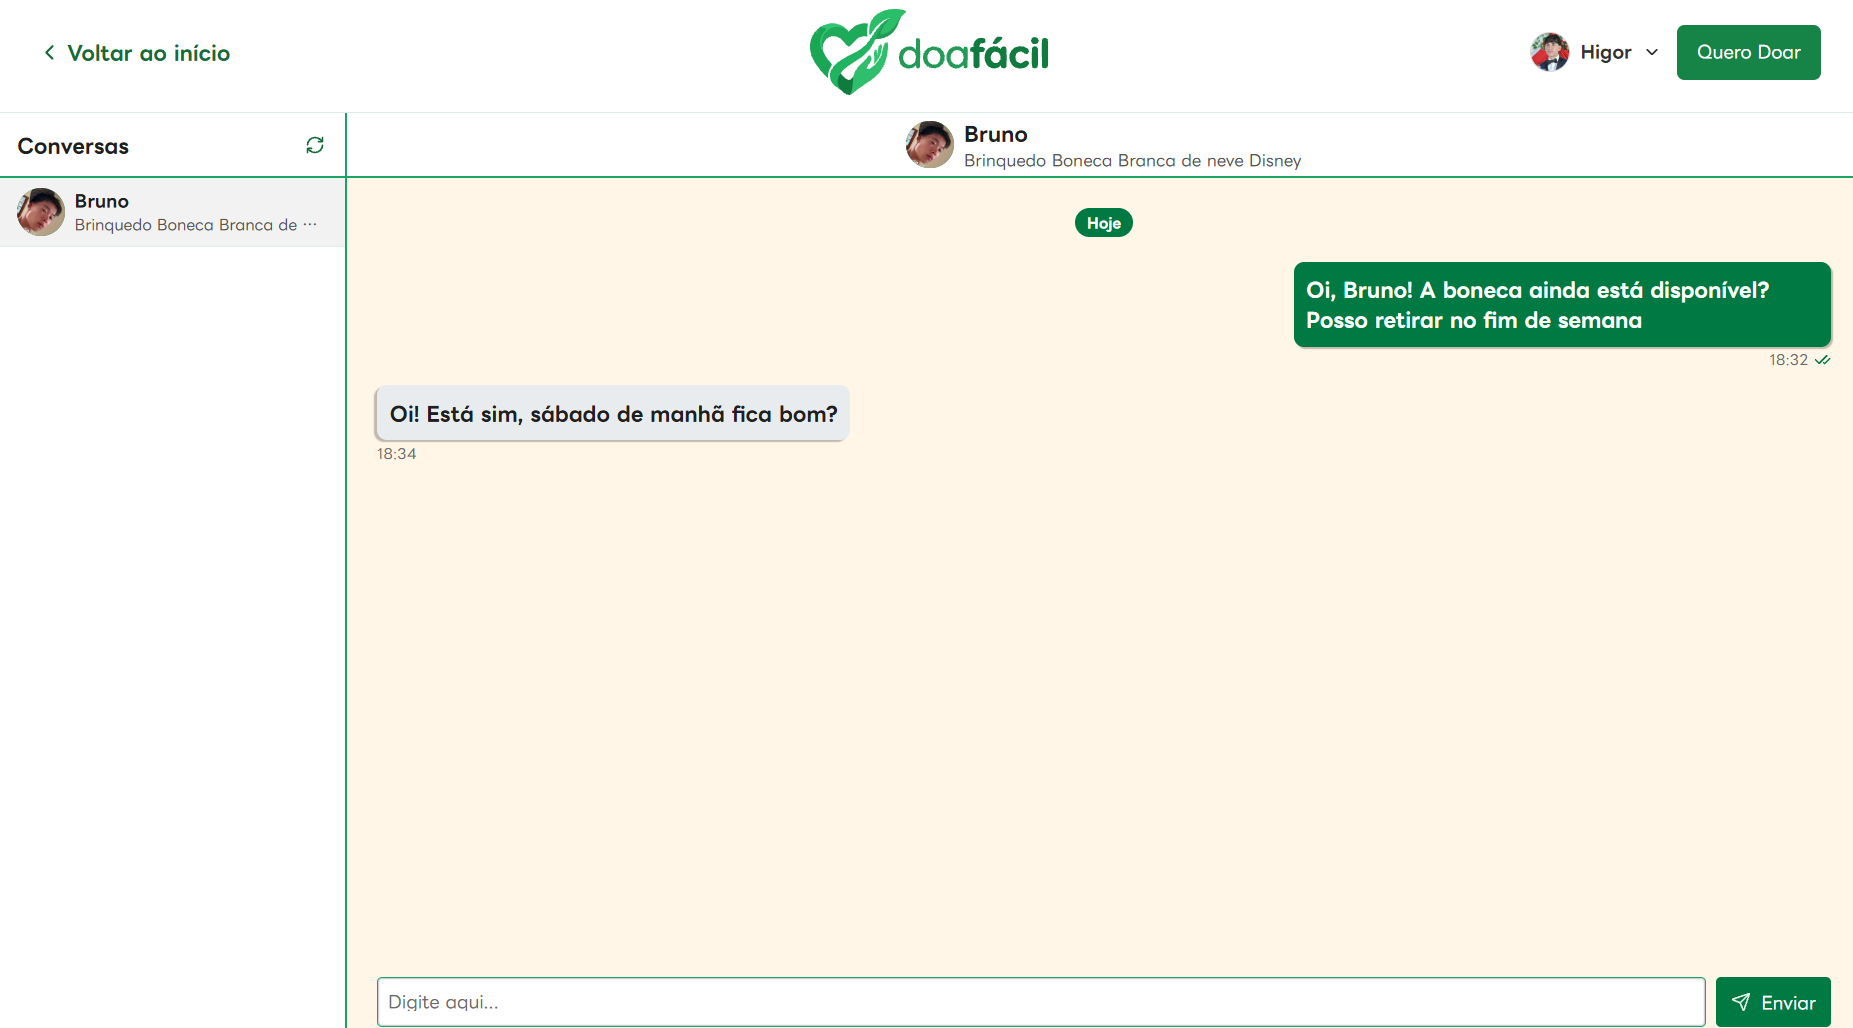 Voltar ao início
doafácil
Higor
Quero Doar
Conversas
Bruno
Brinquedo Boneca Branca de ...
Bruno
Brinquedo Boneca Branca de neve Disney
Hoje
Oi, Bruno! A boneca ainda está disponível?
Posso retirar no fim de semana
18:32
Oi! Está sim, sábado de manhã fica bom?
18:34
Digite aqui...
Enviar